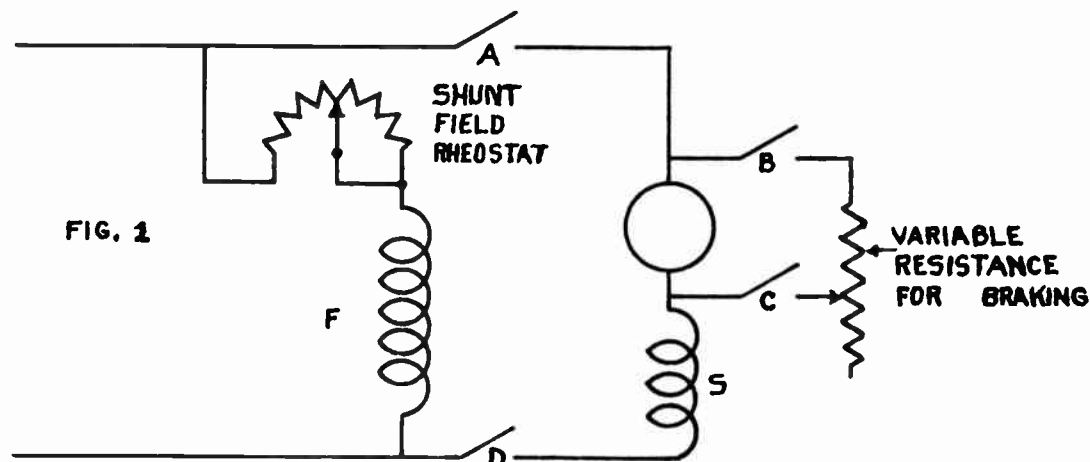 A
SHUNT
FIELD
RHEOSTAT
B
FIG. 1
VARIABLE
RESISTANCE
FOR BRAKING
C
F
S
D